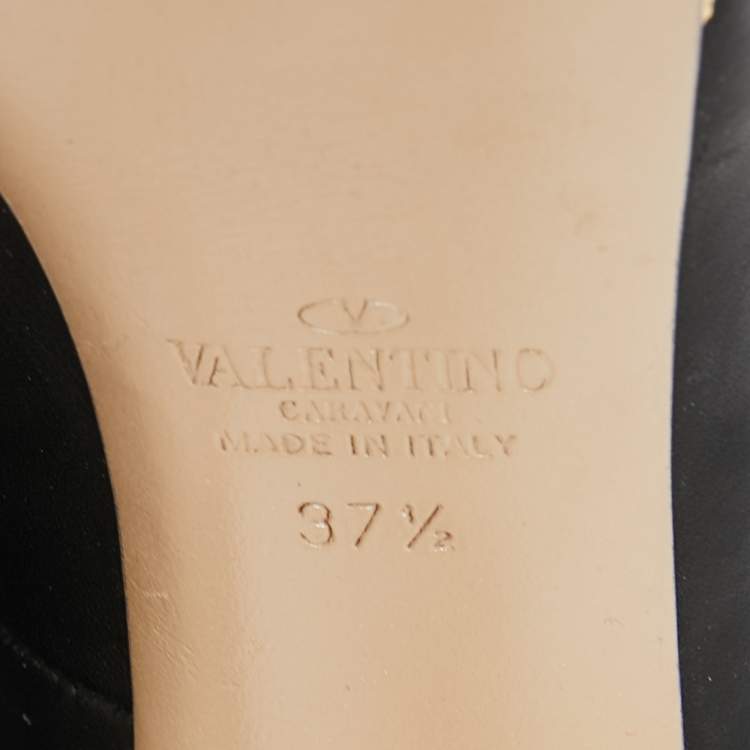 V
VALENTINO
GARAVANI
MADE IN ITALY
37 ½